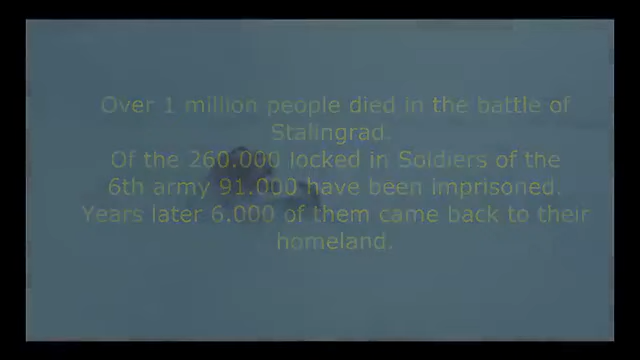 Over 1 million people died in the battle of
Stalingrad.
Of the 260.000 locked in Soldiers of the
6th army 91.000 have been imprisoned.
Years later 6.000 of them came back to their
homeland.